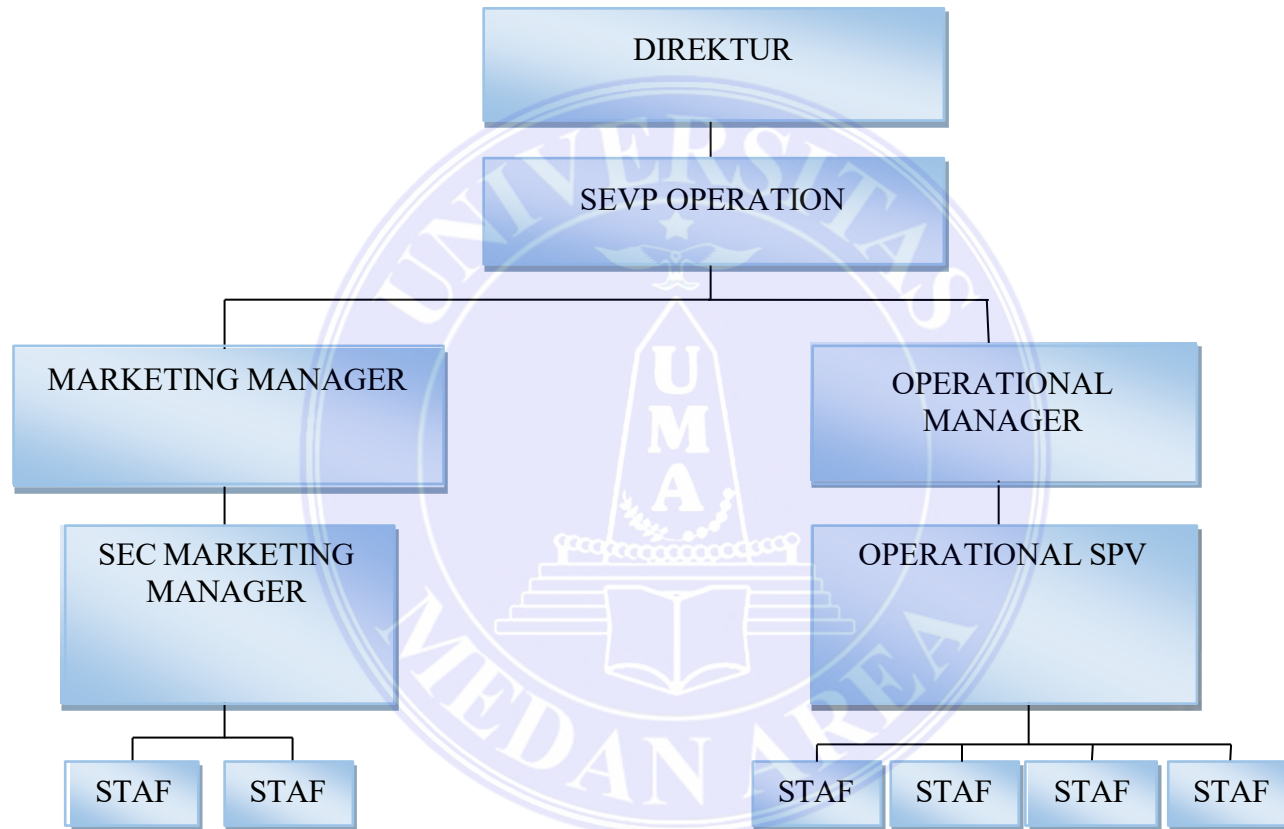 DIREKTUR
SEVP OPERATION
UNIVERSITAS
MARKETING MANAGER
OPERATIONAL
MANAGER
UMA
SEC MARKETING
MANAGER
OPERATIONAL SPV
MEDAN AREA
STAF
STAF
STAF
STAF
STAF
STAF